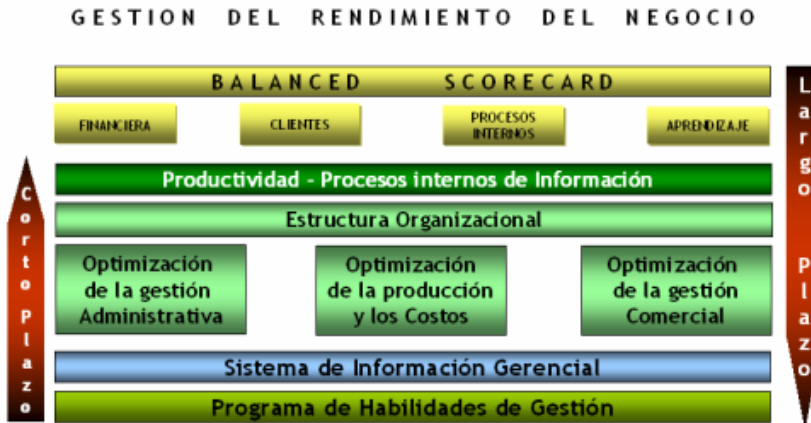 GESTION DEL RENDIMIENTO DEL NEGOCIO
BALANCED SCORECARD
FINANCIERA
CLIENTES
PROCESOS
INTERNOS
APRENDIZAJE
Productividad - Procesos internos de Información
Estructura Organizacional
Optimización
de la gestión
Administrativa
Optimización
de la producción
y los Costos
Optimización
de la gestión
Comercial
Sistema de Información Gerencial
Programa de Habilidades de Gestión
Corto Plazo
Largo Plazo